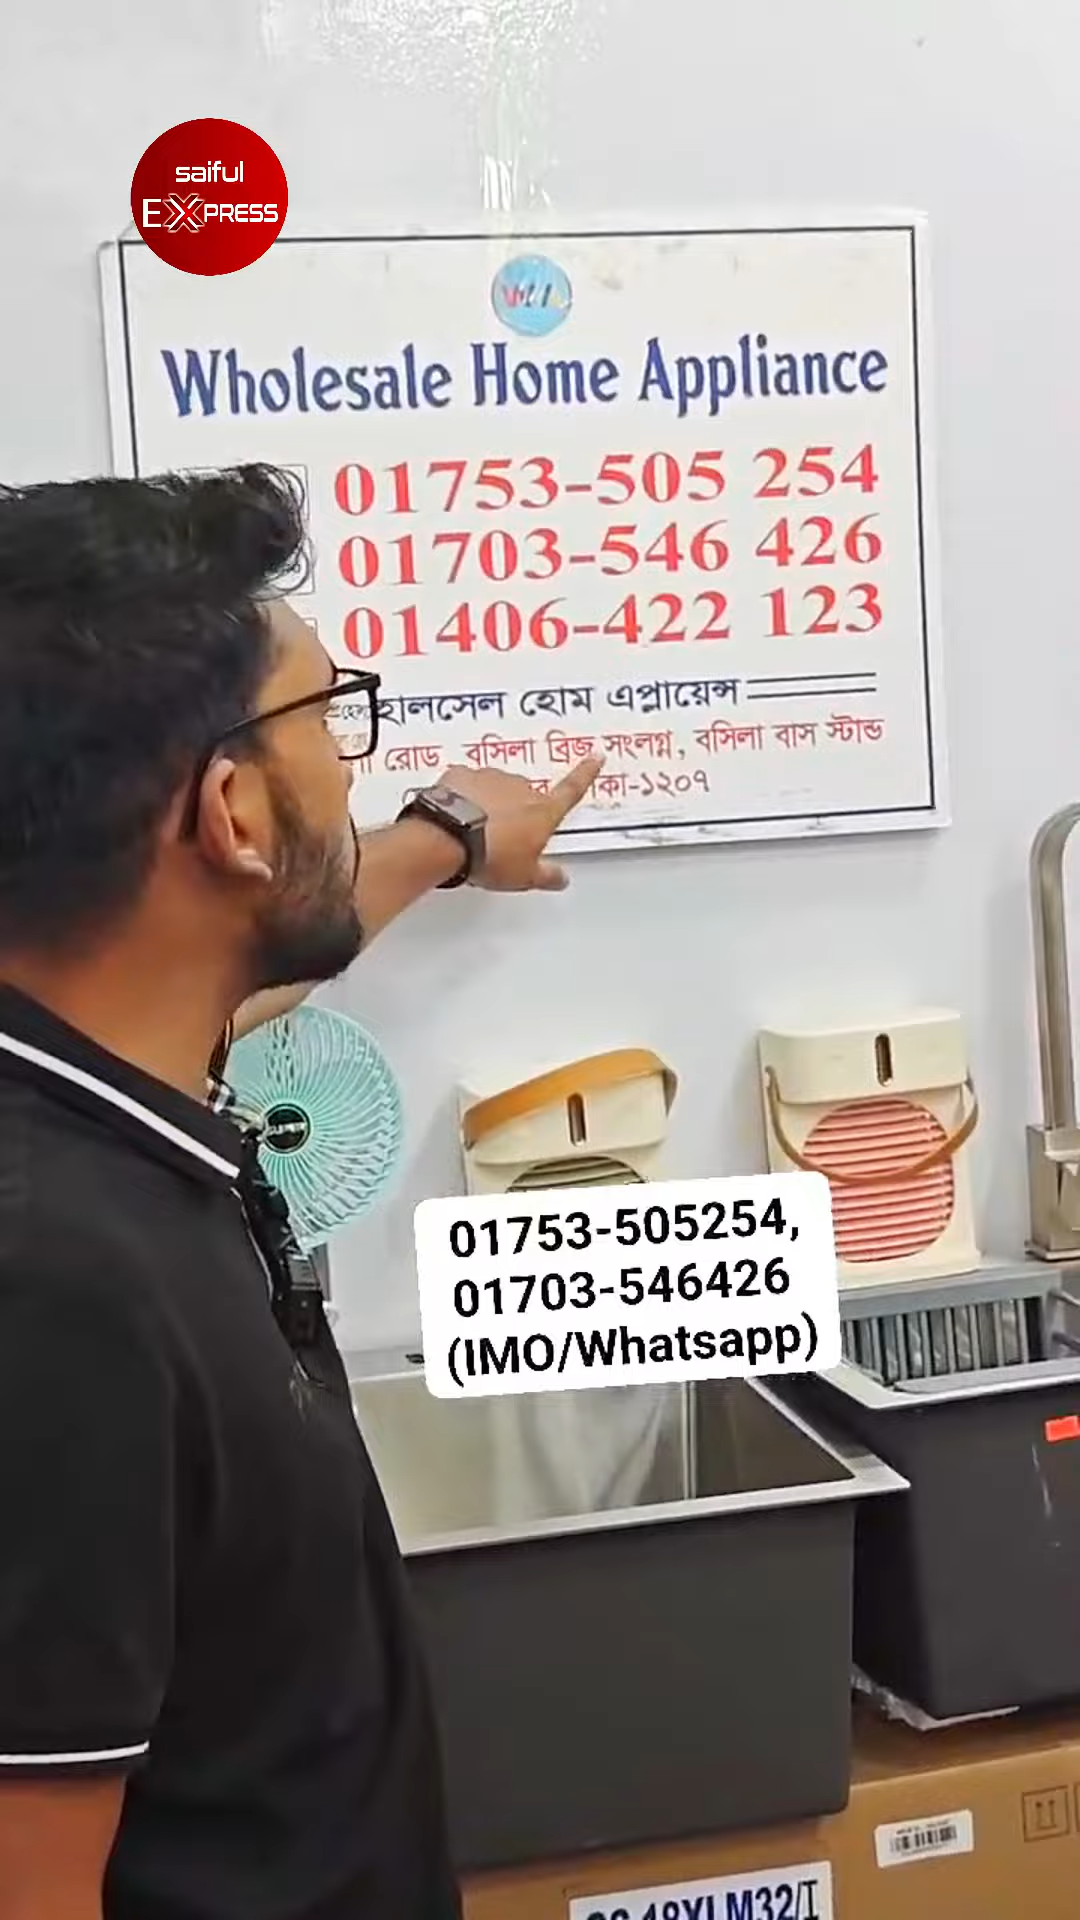 saiful
EXPRESS
Wholesale Home Appliance
01753-505 254
01703-546 426
01406-422 123
হোলসেল হোম এপ্লায়েন্স
রোড, বসিলা ব্রিজ সংলগ্ন, বসিলা বাস স্টান্ড
-১২০৭
01753-505254,
01703-546426
(IMO/Whatsapp)